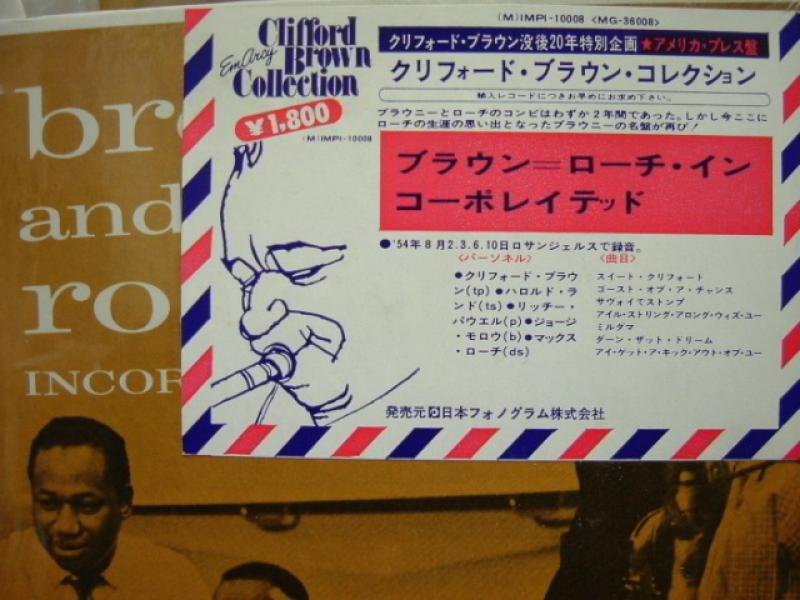 (M)IMPI-10008 <MG-36008>
Clifford
EmArcy Brown
Collection
¥1,800
(M)IMPI-10008
クリフォード・ブラウン没後20年特別企画 ★アメリカ・プレス盤
クリフォード・ブラウン・コレクション
輸入レコードにつきお早めにお求め下さい。
ブラウニーとローチのコンビはわずか2年間であった。しかし今ここに
ローチの生涯の思い出となったブラウニーの名盤が再び!
ブラウン=ローチ・イン
コーポレイテッド
●'54年8月2.3.6.10日ロサンジェルスで録音。
<パーソネル>
●クリフォード・ブラウ
ン(tp)●ハロルド・ラ
ンド(ts)●リッチー・
パウエル(p)●ジョージ
・モロウ(b)●マックス
・ローチ(ds)
<曲目>
スイート・クリフォード
ゴースト・オブ・ア・チャンス
サヴォイでストンプ
アイル・ストリング・アロング・ウィズ・ユー
ミルダマ
ダーン・ザット・ドリーム
アイ・ゲット・ア・キック・アウト・オブ・ユー
発売元 日本フォノグラム株式会社
br
and
ro
INCOR